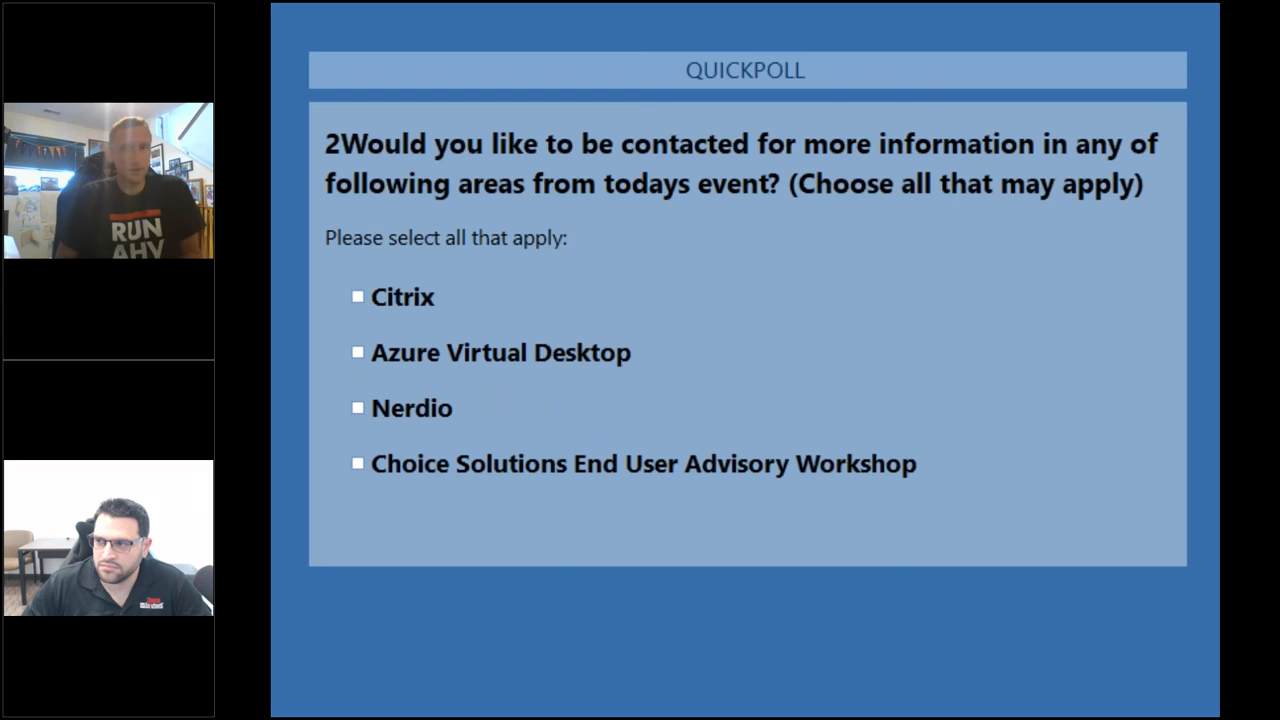 QUICKPOLL
2Would you like to be contacted for more information in any of
following areas from todays event? (Choose all that may apply)
Please select all that apply:
Citrix
Azure Virtual Desktop
Nerdio
Choice Solutions End User Advisory Workshop
RUN
AHV